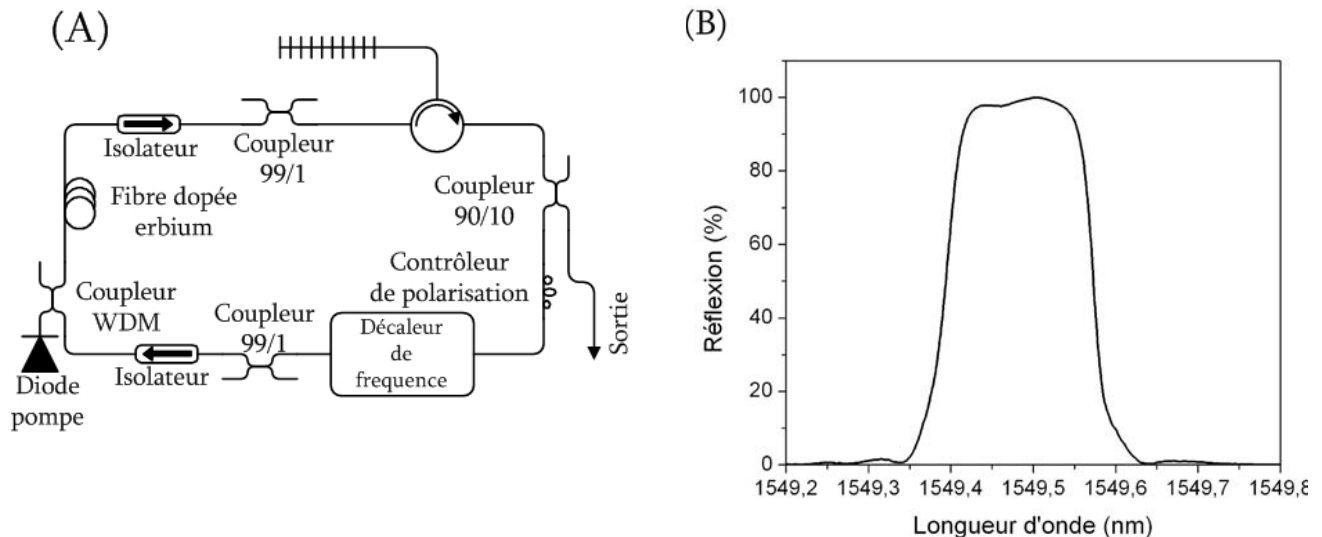 (A)
Isolateur
Coupleur
99/1
Fibre dopée
erbium
Coupleur
90/10
Contrôleur
de polarisation
Coupleur
WDM
Coupleur
99/1
Décaleur
de
frequence
Sortie
Isolateur
Diode
pompe
(B)
Réflexion (%)
100
80
60
40
20
0
1549,2 1549,3 1549,4 1549,5 1549,6 1549,7 1549,8
Longueur d'onde (nm)